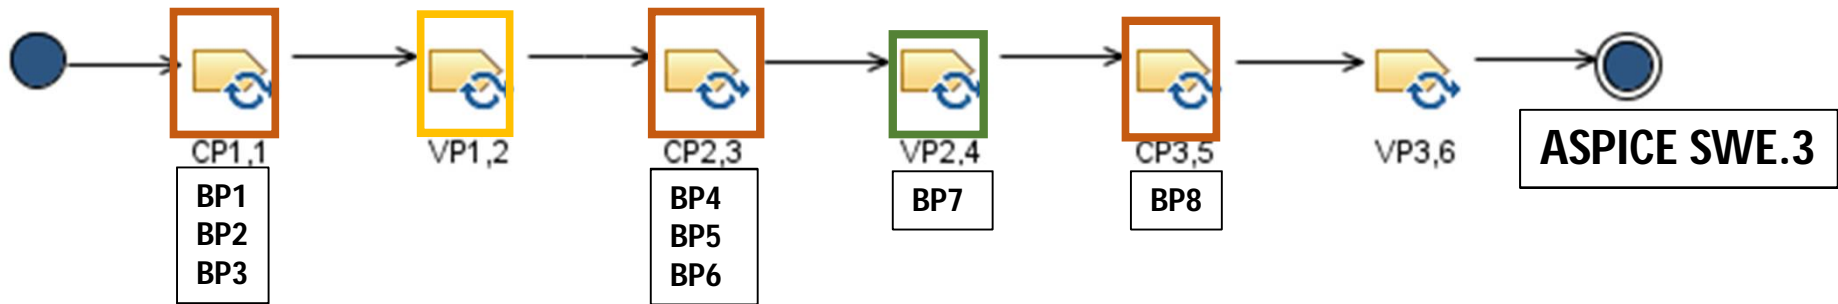 CP1,1
VP1,2
CP2,3
VP2,4
CP3,5
VP3,6
ASPICE SWE.3
BP1
BP2
BP3
BP4
BP5
BP6
BP7
BP8